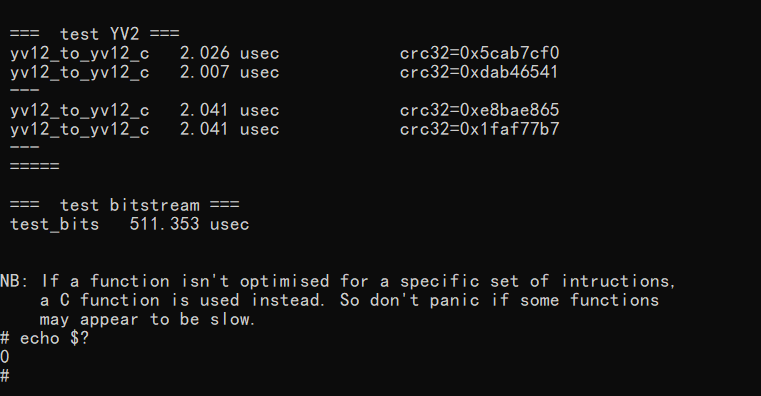 === test YV2 ===
yv12_to_yv12_c 2.026 usec crc32=0x5cab7cf0
yv12_to_yv12_c 2.007 usec crc32=0xdab46541
---
yv12_to_yv12_c 2.041 usec crc32=0xe8bae865
yv12_to_yv12_c 2.041 usec crc32=0x1faf77b7
---
=====
=== test bitstream ===
test_bits 511.353 usec
NB: If a function isn't optimised for a specific set of intructions,
a C function is used instead. So don't panic if some functions
may appear to be slow.
# echo $?
0
#